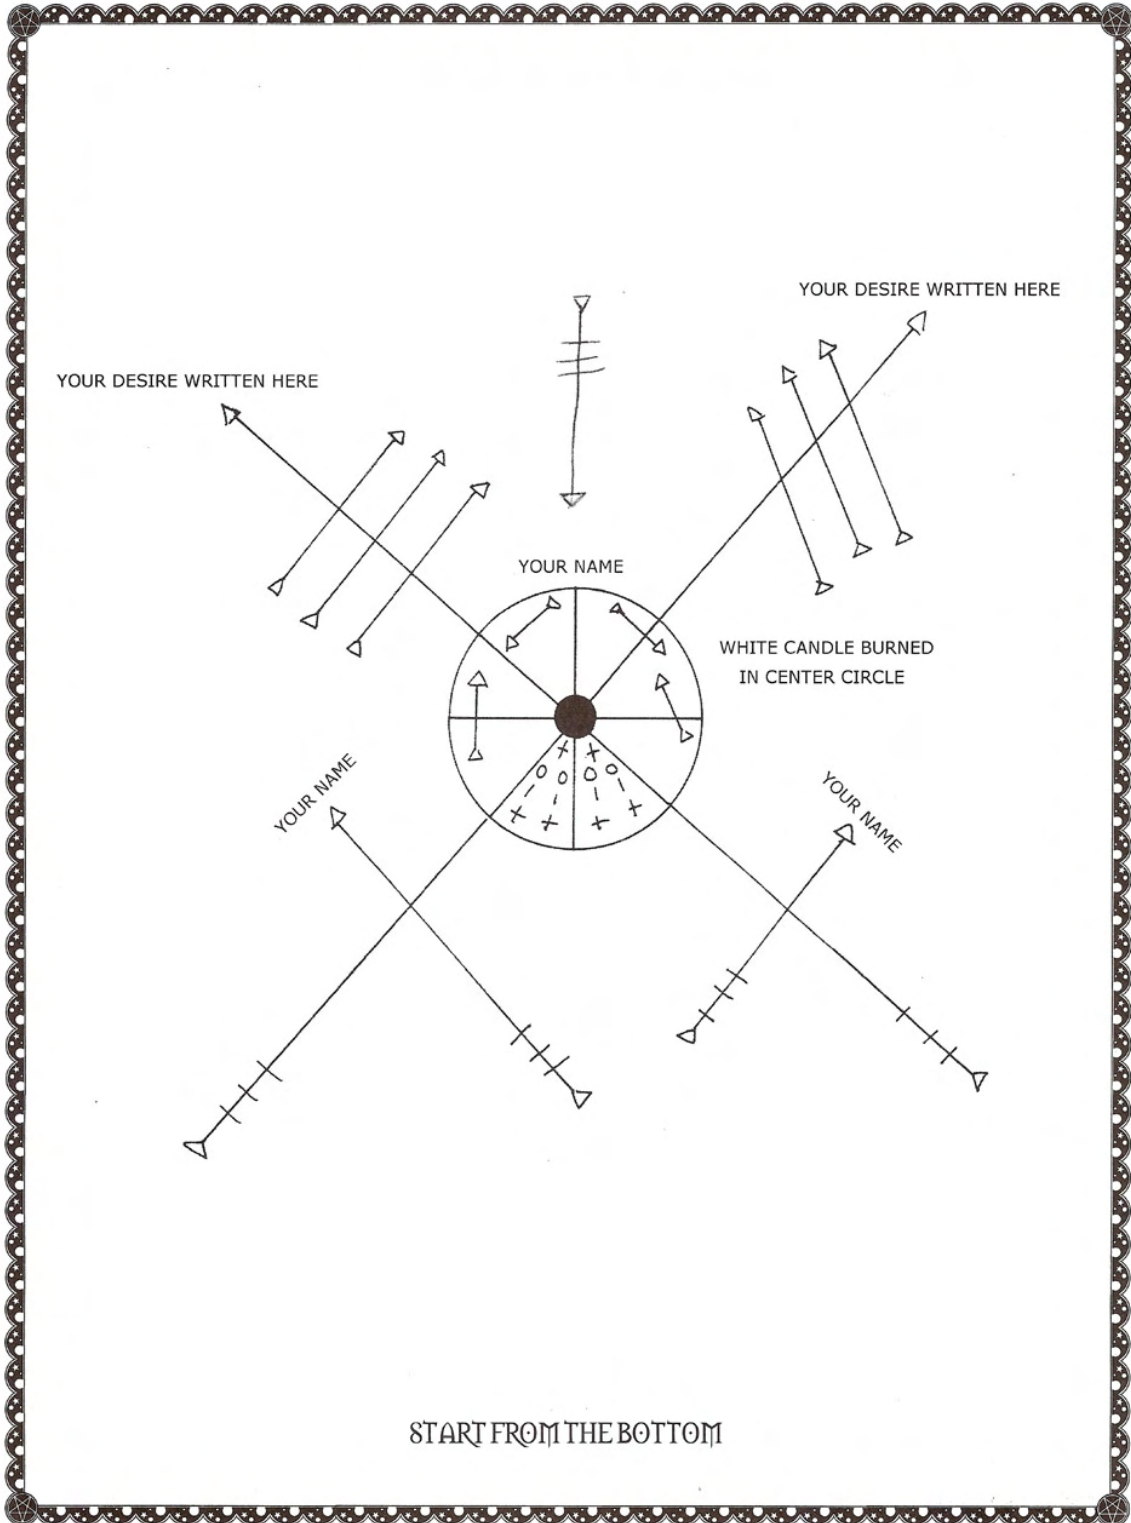 YOUR DESIRE WRITTEN HERE
YOUR DESIRE WRITTEN HERE
YOUR NAME
WHITE CANDLE BURNED
IN CENTER CIRCLE
YOUR NAME
YOUR NAME
START FROM THE BOTTOM